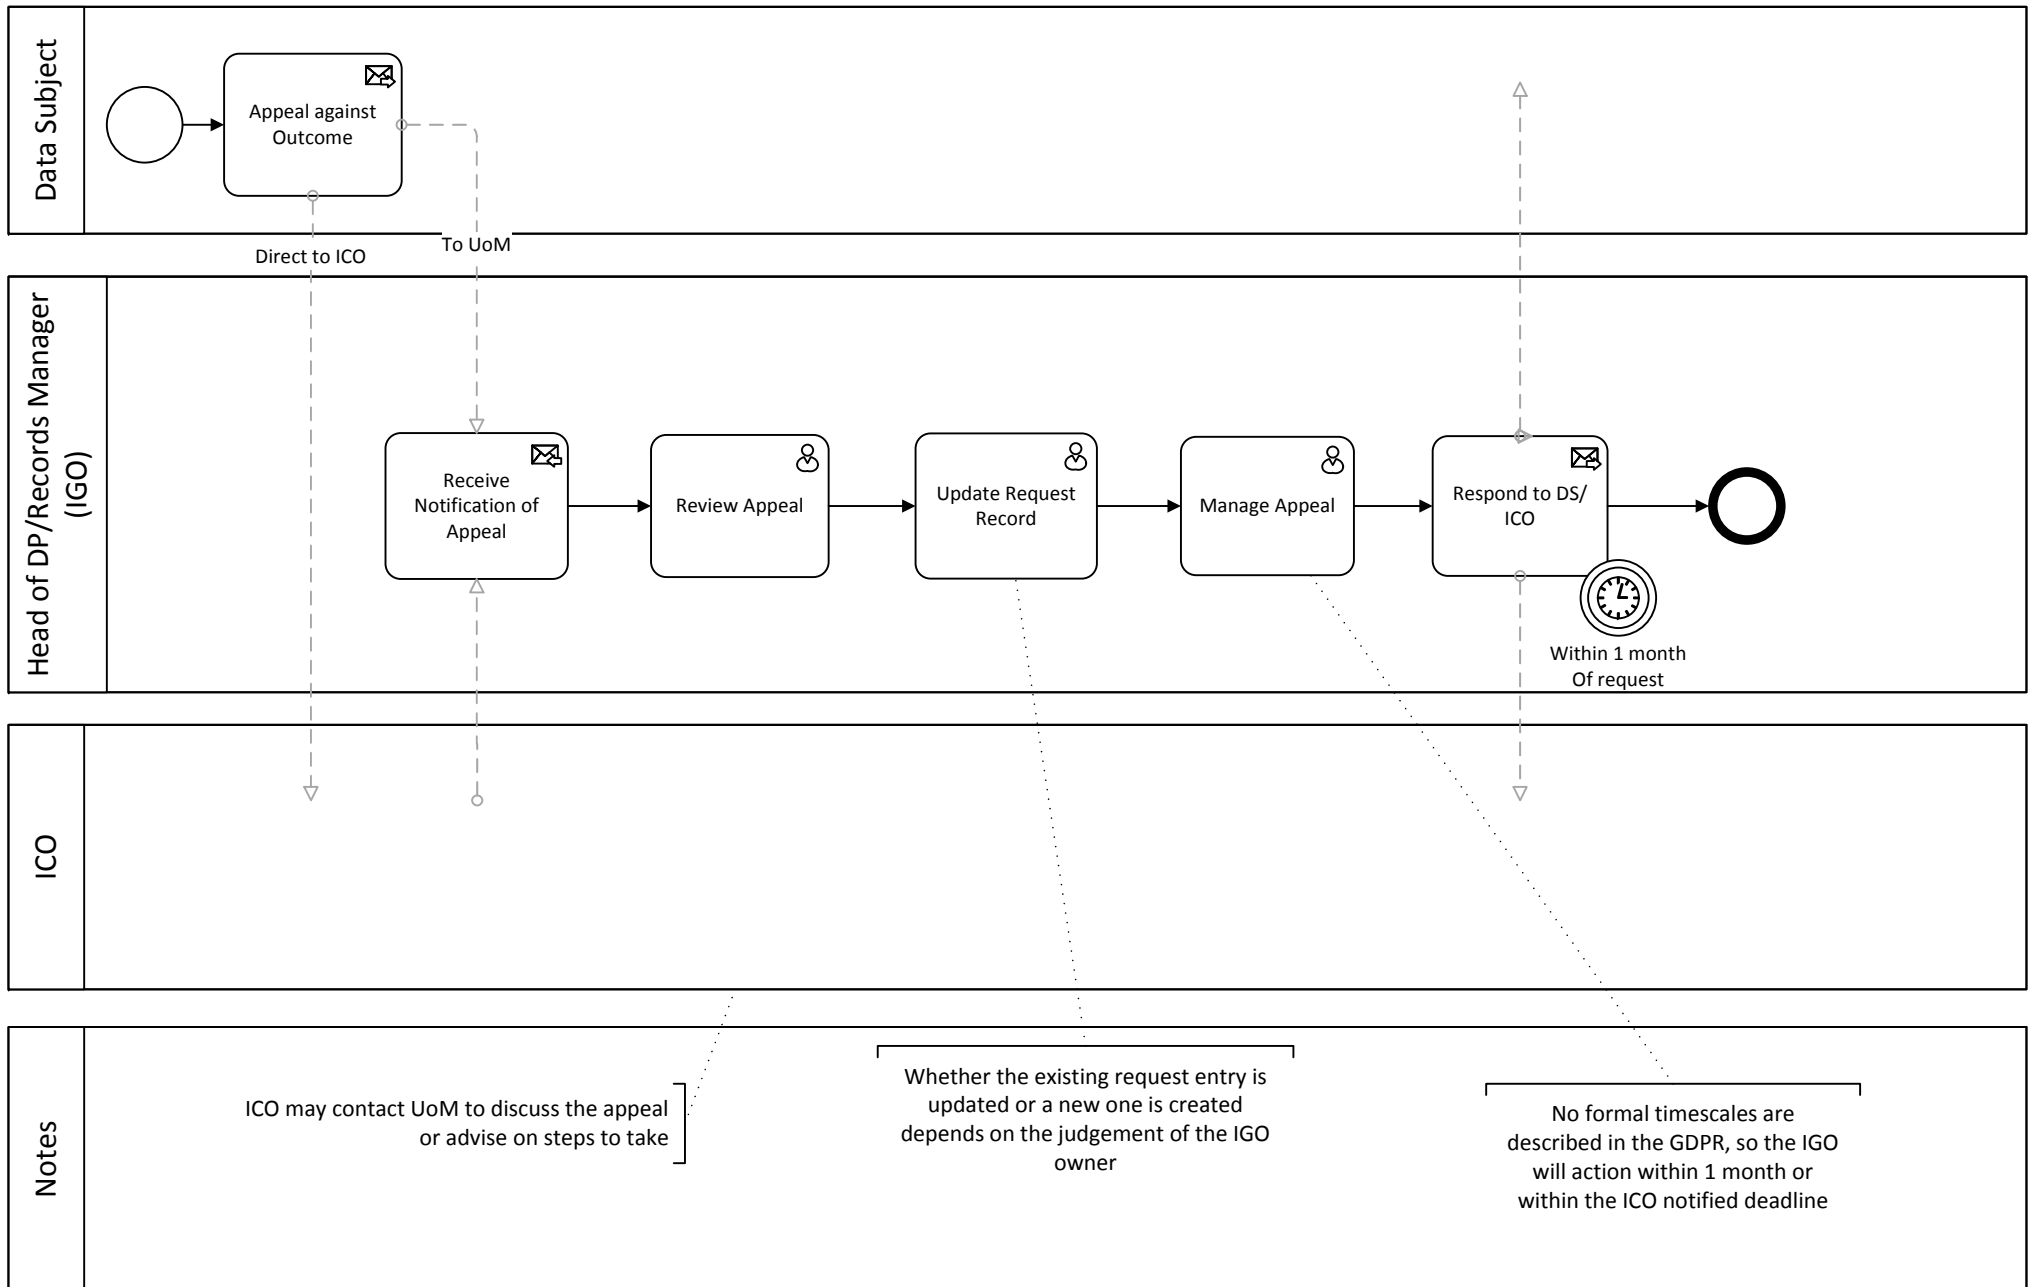 Data Subject
Appeal against
Outcome
Direct to ICO
To UoM
Head of DP/Records Manager
(IGO)
Receive
Notification of
Appeal
Review Appeal
Update Request
Record
Manage Appeal
Respond to DS/
ICO
Within 1 month
Of request
ICO
Notes
ICO may contact UoM to discuss the appeal
or advise on steps to take
Whether the existing request entry is
updated or a new one is created
depends on the judgement of the IGO
owner
No formal timescales are
described in the GDPR, so the IGO
will action within 1 month or
within the ICO notified deadline